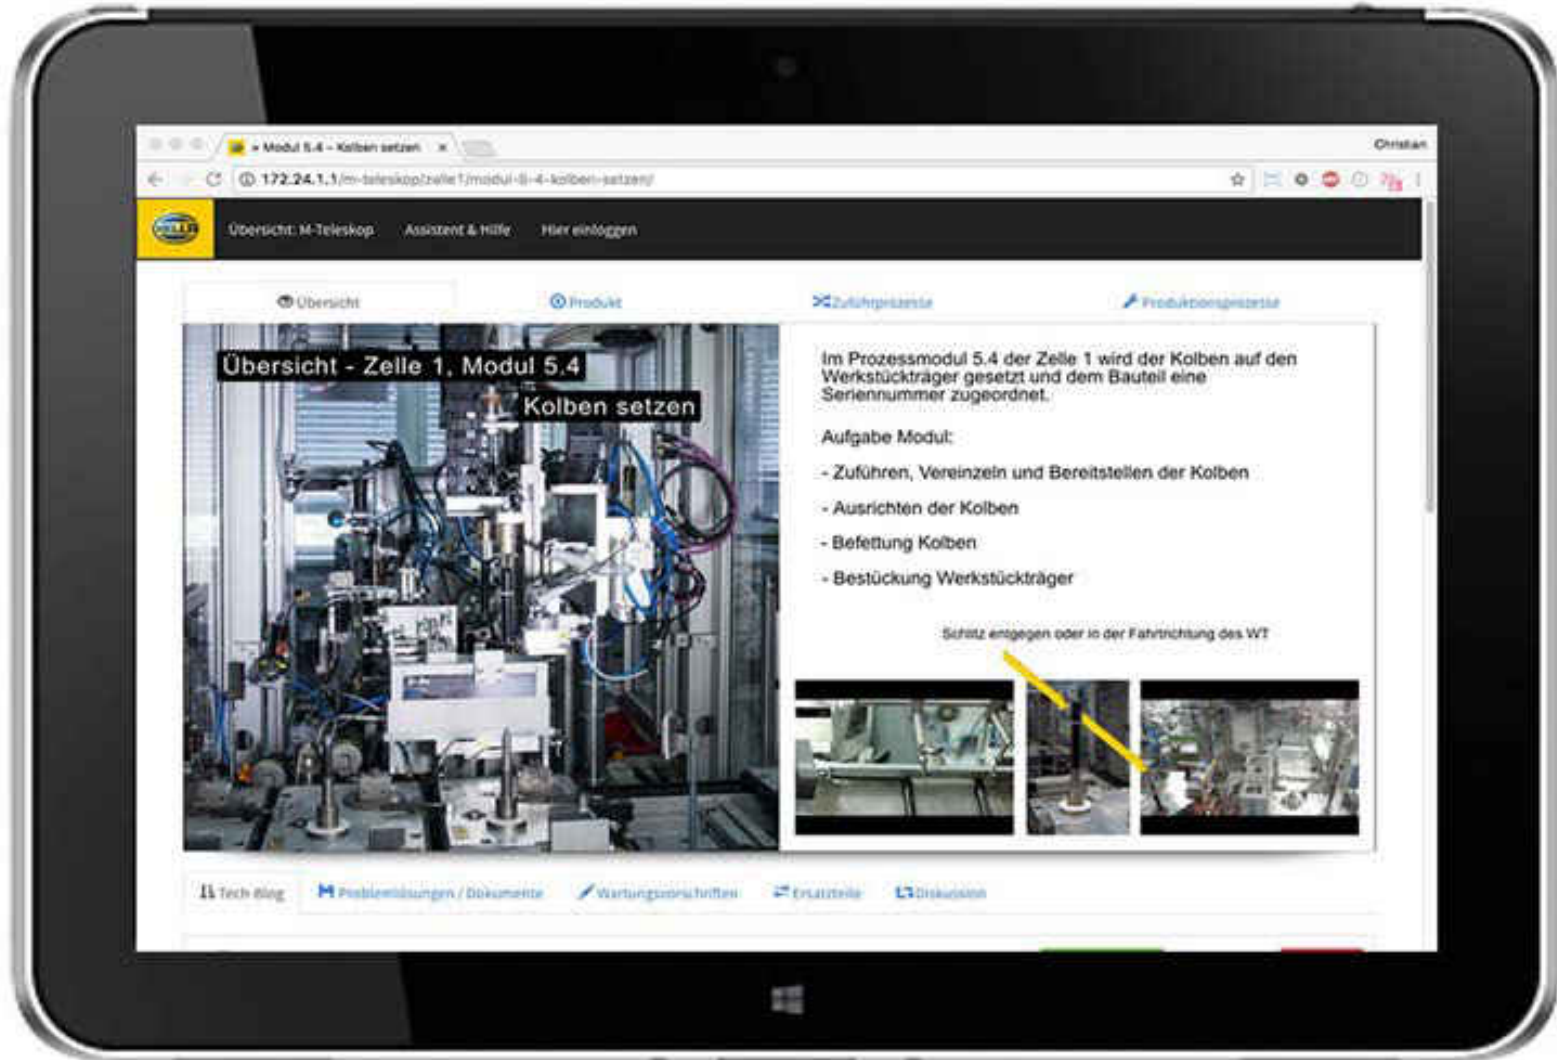 » Modul 5.4 – Kolben setzen ×
Christian
172.24.1.1/m-teleskop/zelle1/modul-5-4-kolben-setzen/
HELLA
Übersicht: M-Teleskop Assistent & Hilfe Hier einloggen
Übersicht Produkt Zuführprozesse Produktionsprozesse
Übersicht - Zelle 1, Modul 5.4
Kolben setzen
Im Prozessmodul 5.4 der Zelle 1 wird der Kolben auf den
Werkstückträger gesetzt und dem Bauteil eine
Seriennummer zugeordnet.
Aufgabe Modul:
- Zuführen, Vereinzeln und Bereitstellen der Kolben
- Ausrichten der Kolben
- Befettung Kolben
- Bestückung Werkstückträger
Schlitz entgegen oder in der Fahrtrichtung des WT
Tech Blog Problemlösungen / Dokumente Wartungsvorschriften Ersatzteile Diskussion